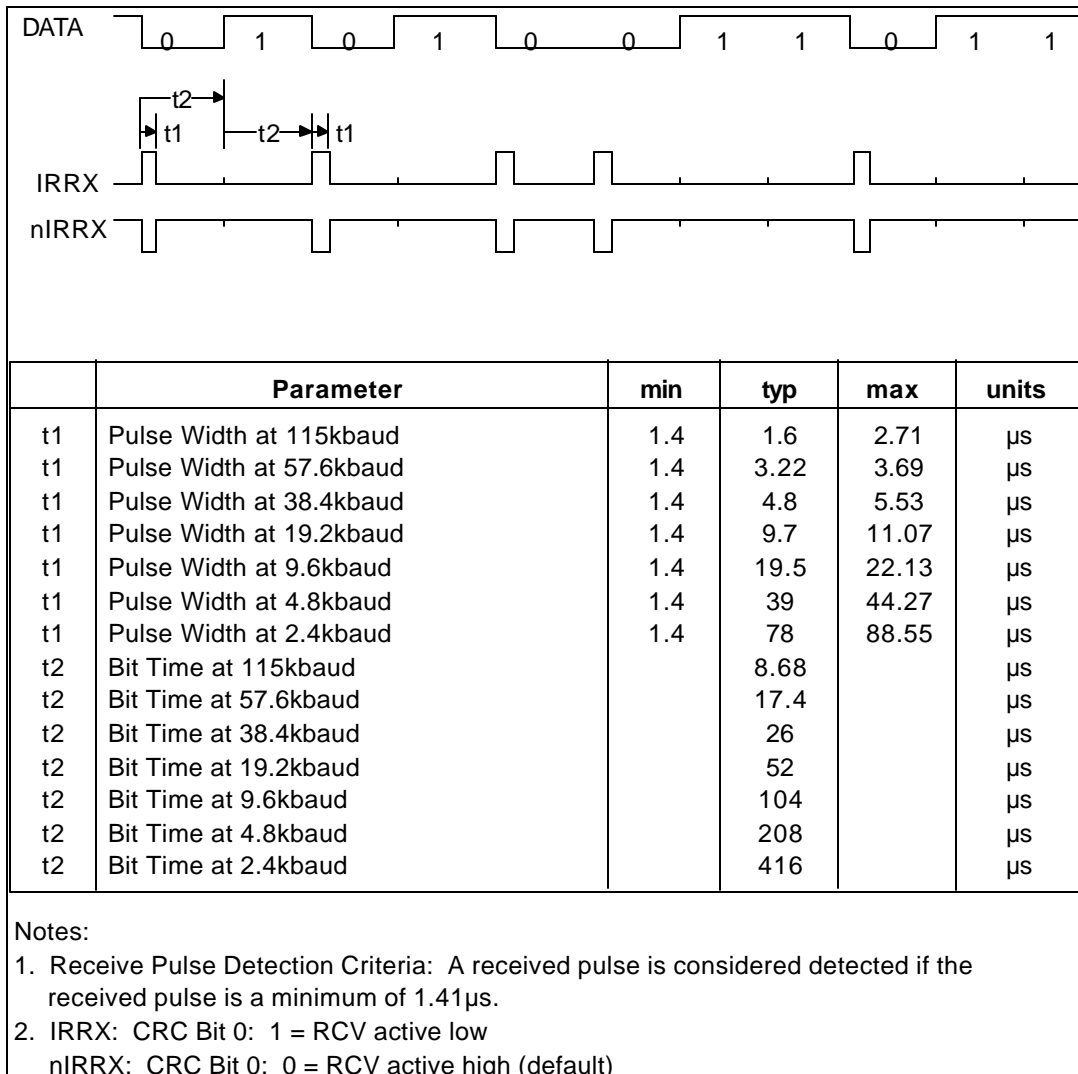 DATA 0 1 0 1 0 0 1 1 0 1 1
t2
t1 t2 t1
IRRX
nIRRX
Parameter min typ max units
t1 Pulse Width at 115kbaud 1.4 1.6 2.71 µs
t1 Pulse Width at 57.6kbaud 1.4 3.22 3.69 µs
t1 Pulse Width at 38.4kbaud 1.4 4.8 5.53 µs
t1 Pulse Width at 19.2kbaud 1.4 9.7 11.07 µs
t1 Pulse Width at 9.6kbaud 1.4 19.5 22.13 µs
t1 Pulse Width at 4.8kbaud 1.4 39 44.27 µs
t1 Pulse Width at 2.4kbaud 1.4 78 88.55 µs
t2 Bit Time at 115kbaud 8.68 µs
t2 Bit Time at 57.6kbaud 17.4 µs
t2 Bit Time at 38.4kbaud 26 µs
t2 Bit Time at 19.2kbaud 52 µs
t2 Bit Time at 9.6kbaud 104 µs
t2 Bit Time at 4.8kbaud 208 µs
t2 Bit Time at 2.4kbaud 416 µs
Notes:
1. Receive Pulse Detection Criteria: A received pulse is considered detected if the
received pulse is a minimum of 1.41µs.
2. IRRX: CRC Bit 0: 1 = RCV active low
nIRRX: CRC Bit 0: 0 = RCV active high (default)